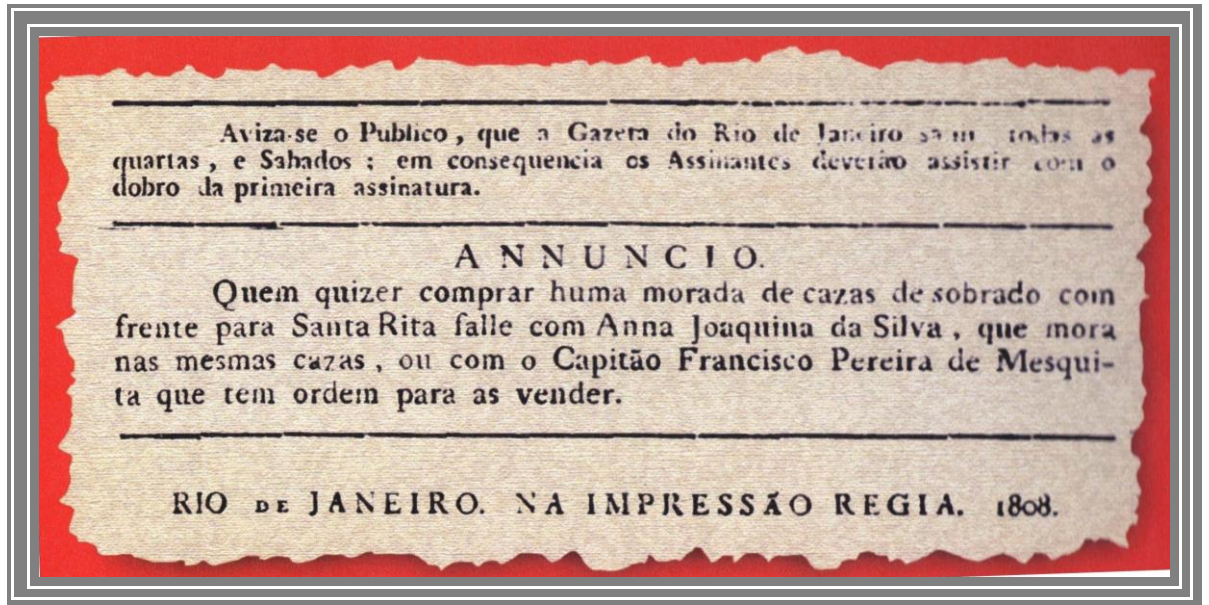 Aviza-se o Publico, que a Gazeta do Rio de Janeiro todas as
quartas, e Sabados; em consequencia os Assinantes deverão assistir com o
dobro da primeira assinatura.
ANNUNCIO.
Quem quizer comprar huma morada de cazas de sobrado com
frente para Santa Rita falle com Anna Joaquina da Silva, que mora
nas mesmas cazas, ou com o Capitão Francisco Pereira de Mesqui-
ta que tem ordem para as vender.
RIO DE JANEIRO. NA IMPRESSÃO REGIA. 1808.